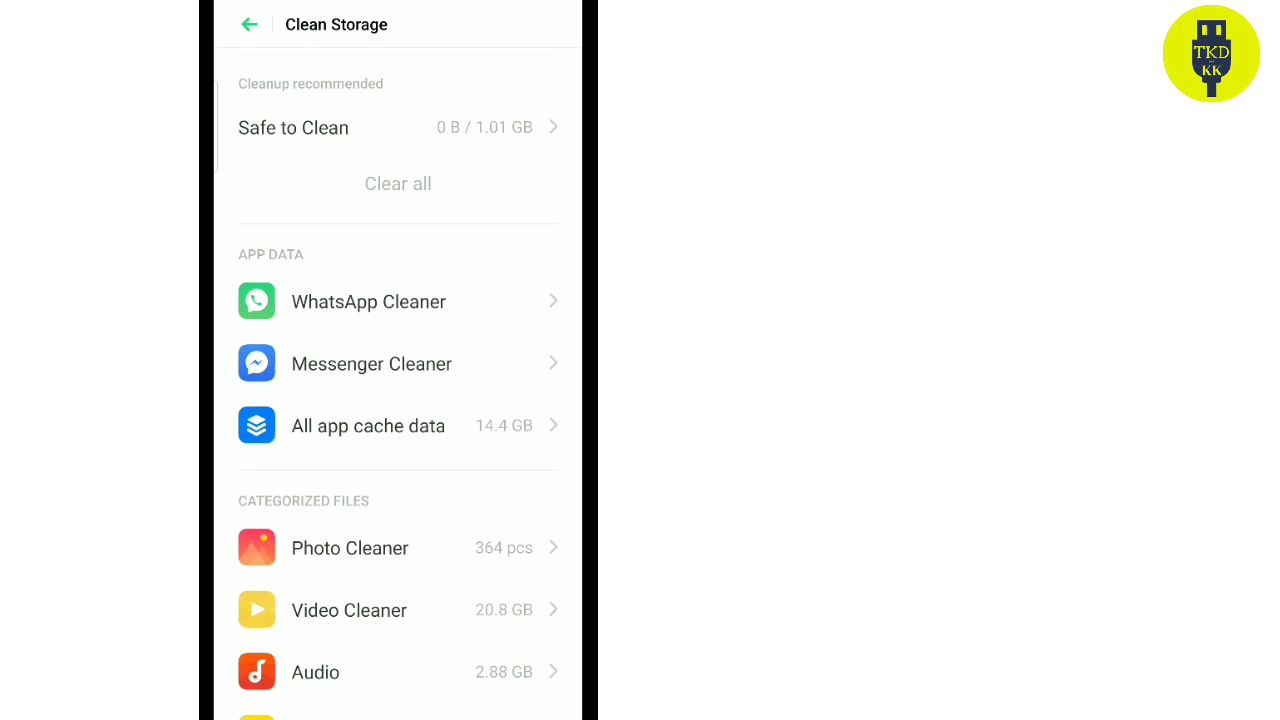 Clean Storage
Cleanup recommended
Safe to Clean 0 B / 1.01 GB
Clear all
APP DATA
WhatsApp Cleaner
Messenger Cleaner
All app cache data 14.4 GB
CATEGORIZED FILES
Photo Cleaner 364 pcs
Video Cleaner 20.8 GB
Audio 2.88 GB
TKD
KK